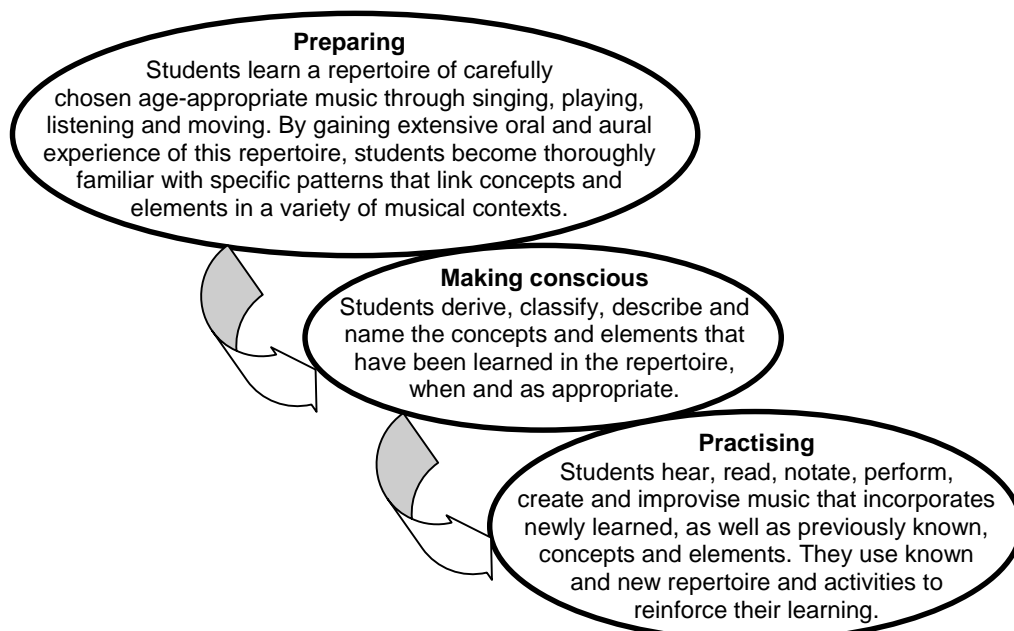 Preparing
Students learn a repertoire of carefully
chosen age-appropriate music through singing, playing,
listening and moving. By gaining extensive oral and aural
experience of this repertoire, students become thoroughly
familiar with specific patterns that link concepts and
elements in a variety of musical contexts.
Making conscious
Students derive, classify, describe and
name the concepts and elements that
have been learned in the repertoire,
when and as appropriate.
Practising
Students hear, read, notate, perform,
create and improvise music that incorporates
newly learned, as well as previously known,
concepts and elements. They use known
and new repertoire and activities to
reinforce their learning.